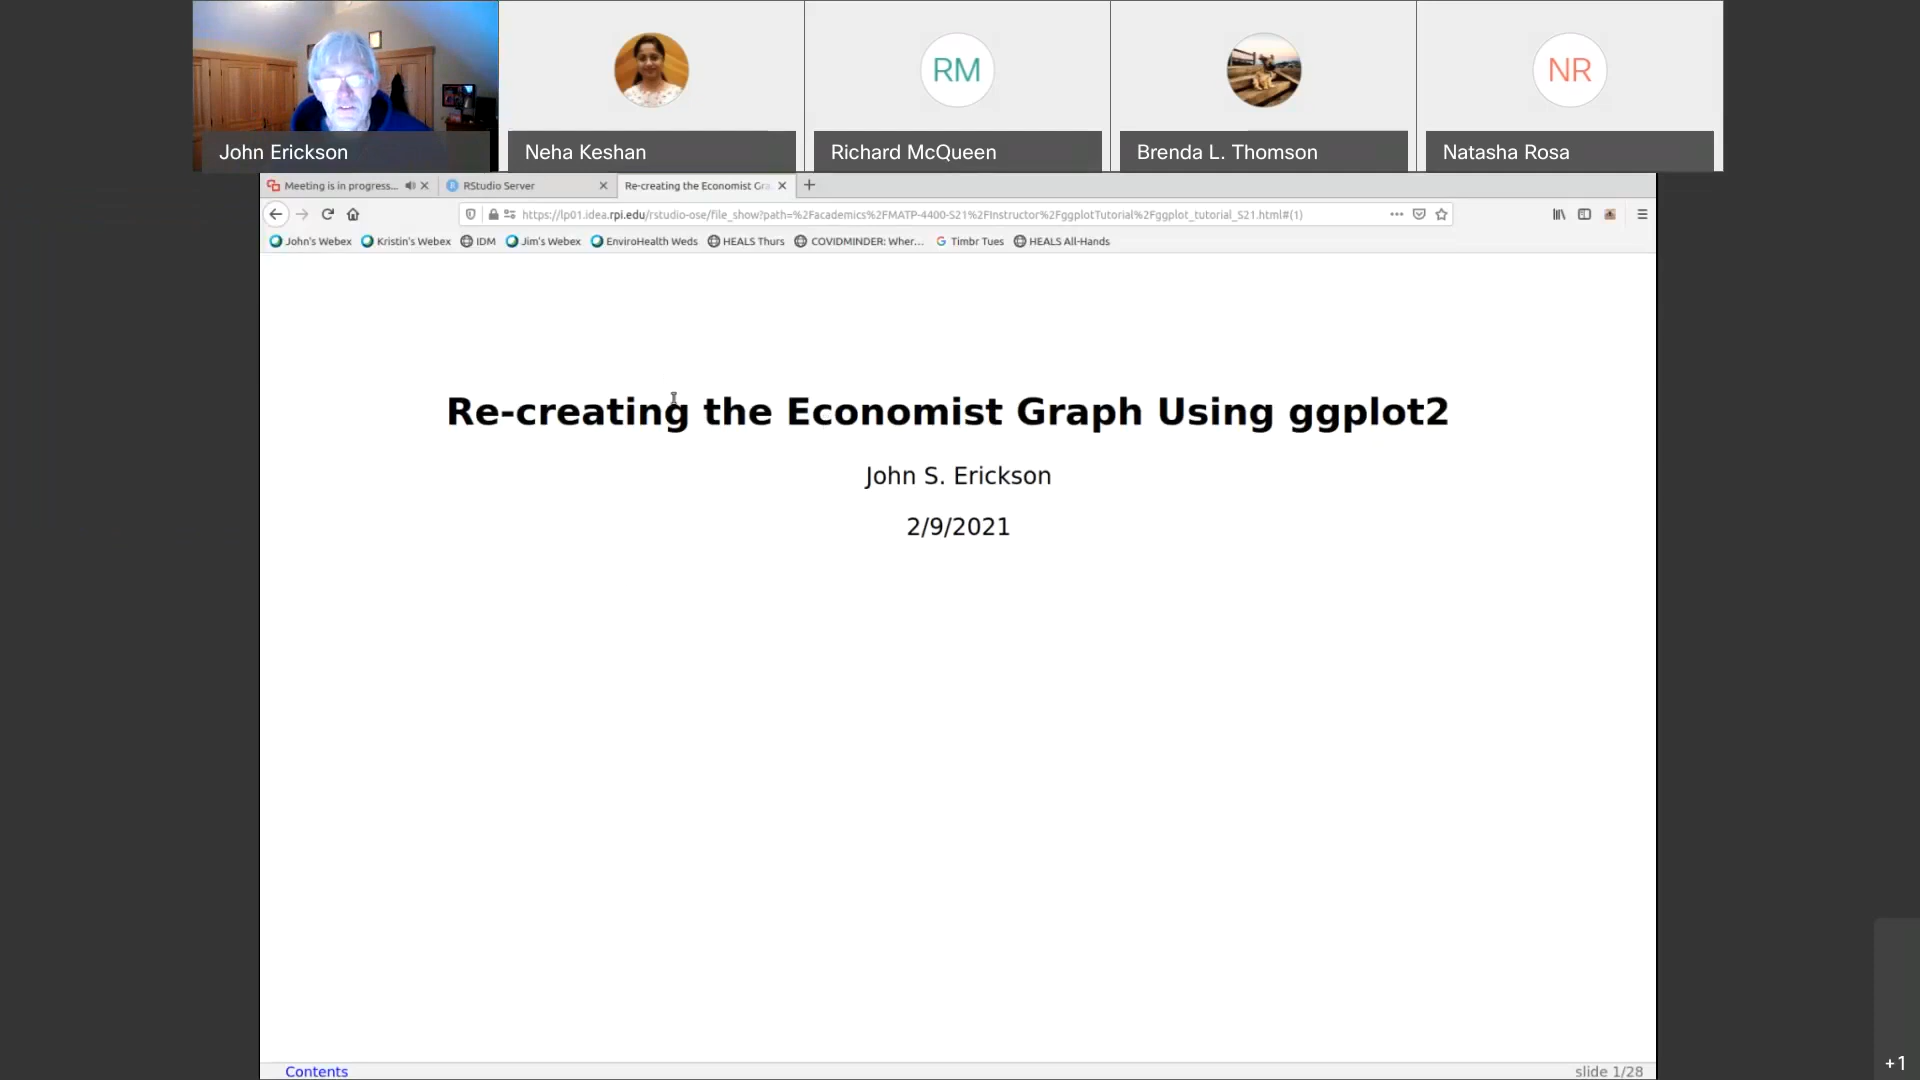 RM
NR
John Erickson
Neha Keshan
Richard McQueen
Brenda L. Thomson
Natasha Rosa
Meeting is in progress...
RStudio Server
Re-creating the Economist Gra
https://lp01.idea.rpi.edu/rstudio-ose/file_show?path=%2Facademics%2FMATP-4400-S21%2FInstructor%2FggplotTutorial%2Fggplot_tutorial_S21.html#(1)
John's Webex Kristin's Webex IDM Jim's Webex EnviroHealth Weds HEALS Thurs COVIDMINDER: Wher... Timbr Tues HEALS All-Hands
Re-creating the Economist Graph Using ggplot2
John S. Erickson
2/9/2021
Contents
slide 1/28
+1